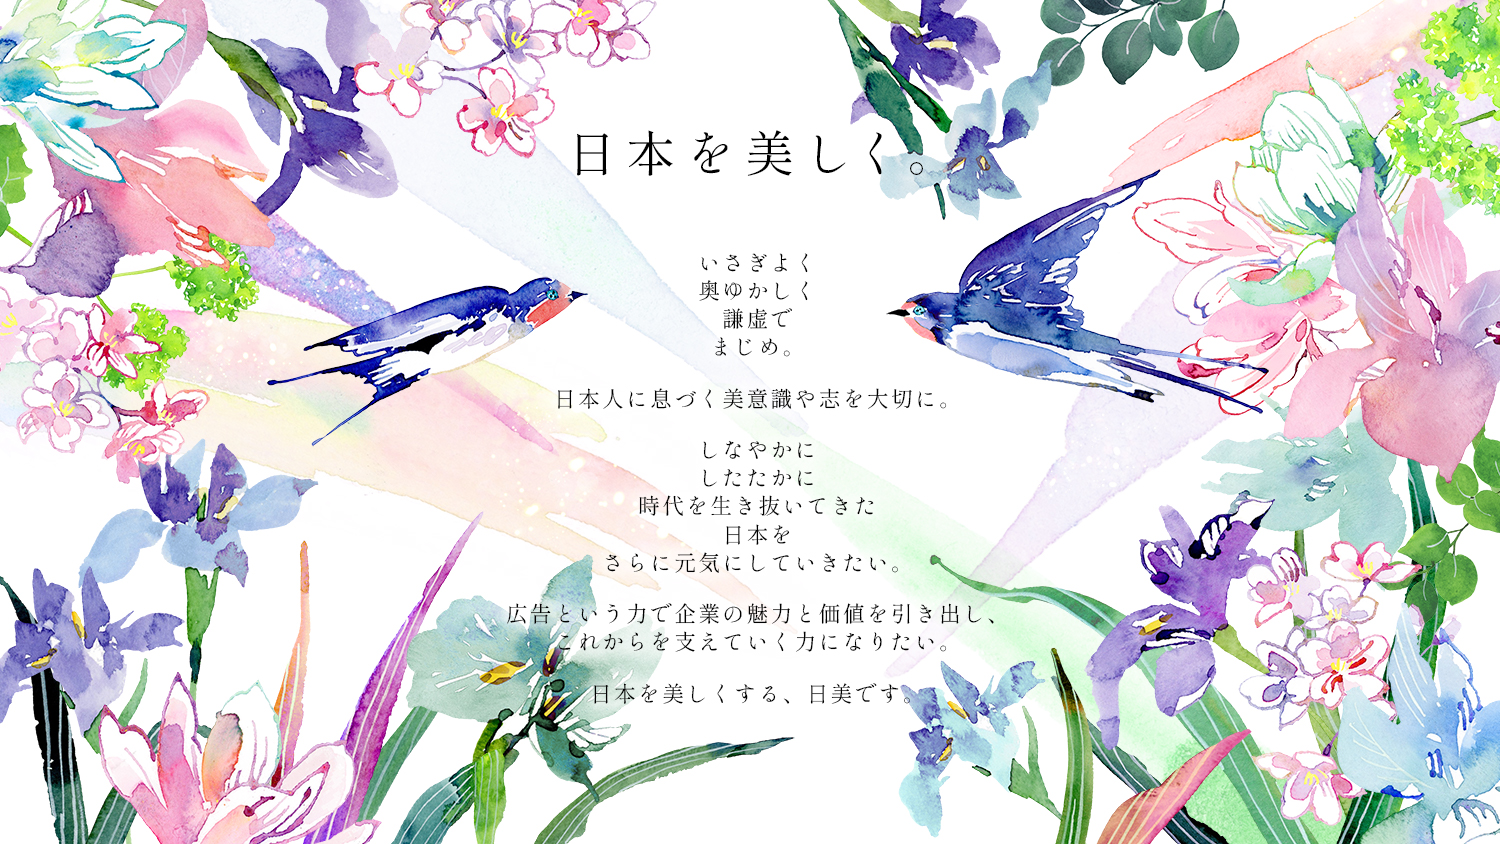 日本を美しく。
いさぎよく
奥ゆかしく
謙虚で
まじめ。
日本人に息づく美意識や志を大切に。
しなやかに
したたかに
時代を生き抜いてきた
日本を
さらに元気にしていきたい。
広告という力で企業の魅力と価値を引き出し、
これからを支えていく力になりたい。
日本を美しくする、日美です。